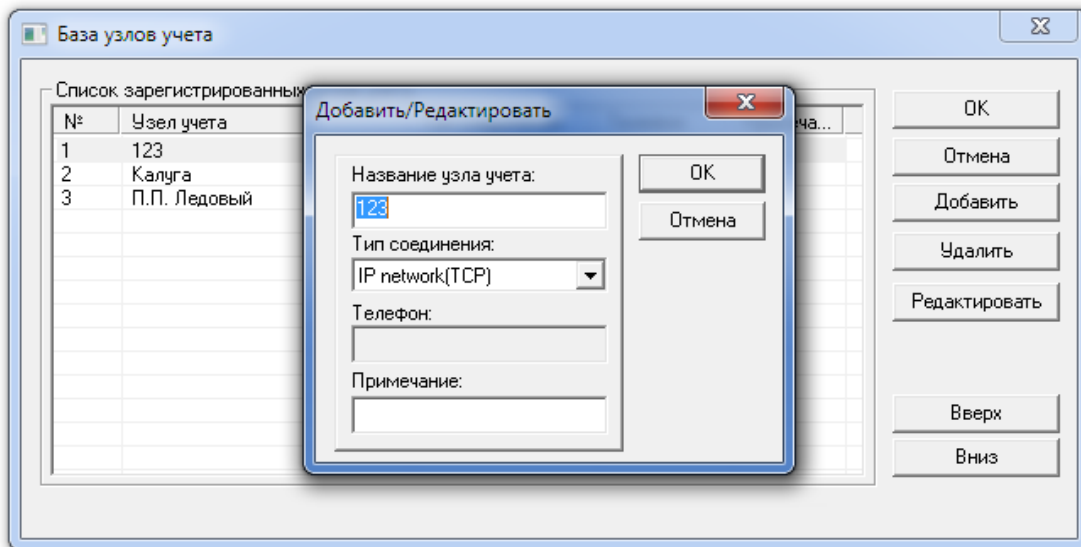 База узлов учета
Список зарегистрированных
Добавить/Редактировать
№ Узел учета
1 123
2 Калуга
3 П.П. Ледовый
Название узла учета:
123
Тип соединения:
IP network(TCP)
Телефон:
Примечание:
OK
Отмена
OK
Отмена
Добавить
Удалить
Редактировать
Вверх
Вниз